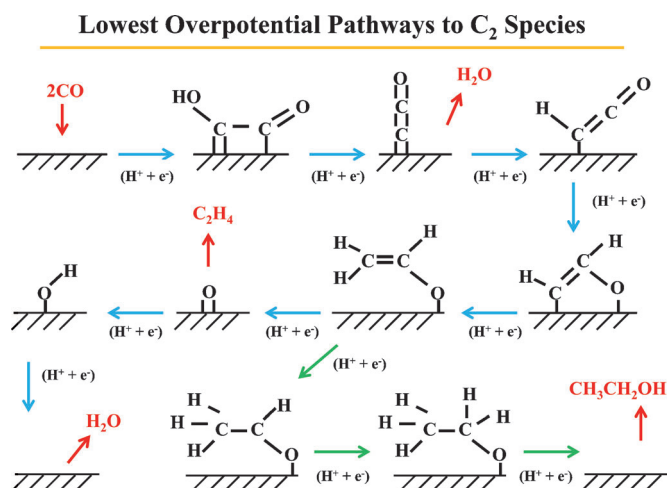 Lowest Overpotential Pathways to C₂ Species
2CO
HO
C
C
O
O
C
C
H₂O
H
C
C
O
(H⁺ + e⁻)
(H⁺ + e⁻)
(H⁺ + e⁻)
(H⁺ + e⁻)
H
O
C₂H₄
O
H
H
C
C
H
O
H
C
C
H
O
(H⁺ + e⁻)
(H⁺ + e⁻)
(H⁺ + e⁻)
(H⁺ + e⁻)
(H⁺ + e⁻)
H₂O
H
H
H
C
C
H
O
H
H
H
C
C
H
H
O
CH₃CH₂OH
(H⁺ + e⁻)
(H⁺ + e⁻)